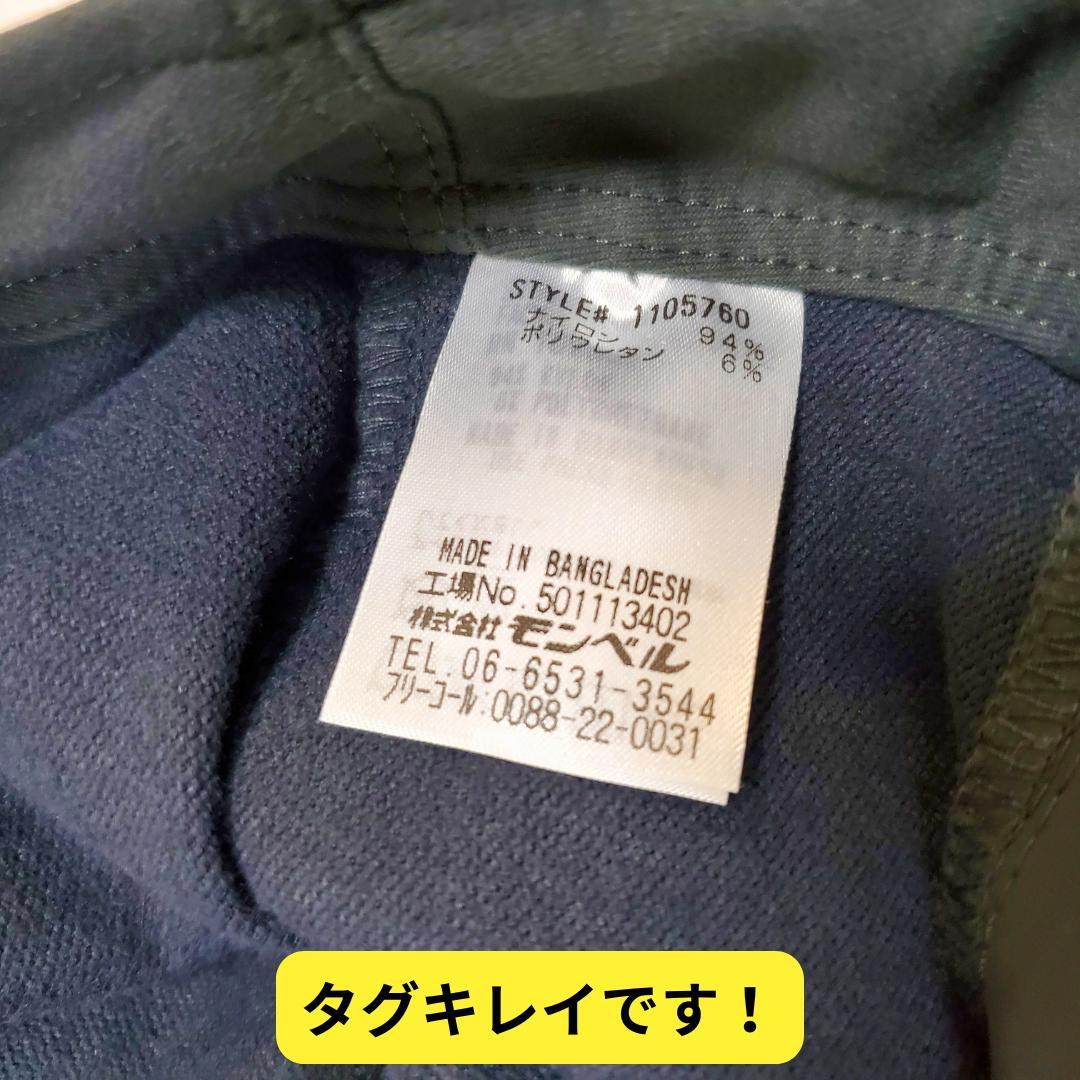 STYLE# 1105760
ナイロン 94%
ポリウレタン 6%
MADE IN BANGLADESH
工場No.501113402
株式会社モンベル
TEL.06-6531-3544
フリーコール:0088-22-0031
タグキレイです！